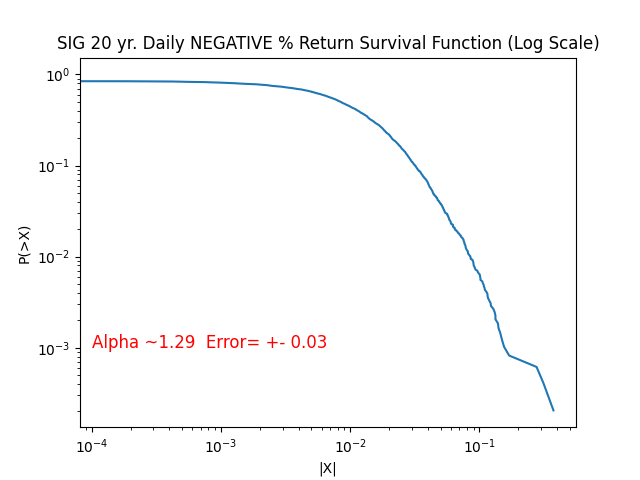 SIG 20 yr. Daily NEGATIVE % Return Survival Function (Log Scale)
10⁰
10⁻¹
10⁻²
10⁻³
P(>X)
Alpha ~1.29  Error= +- 0.03
10⁻⁴ 10⁻³ 10⁻² 10⁻¹
|X|